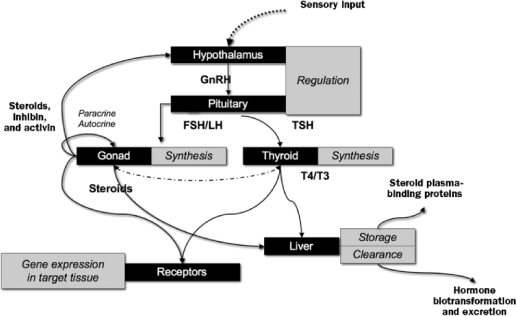 Sensory input
Hypothalamus
GnRH
Regulation
Pituitary
Steroids,
inhibin,
and activin
Paracrine
Autocrine
FSH/LH
TSH
Gonad
Synthesis
Thyroid
Synthesis
Steroids
T4/T3
Steroid plasma-
binding proteins
Liver
Storage
Clearance
Gene expression
in target tissue
Receptors
Hormone
biotransformation
and excretion